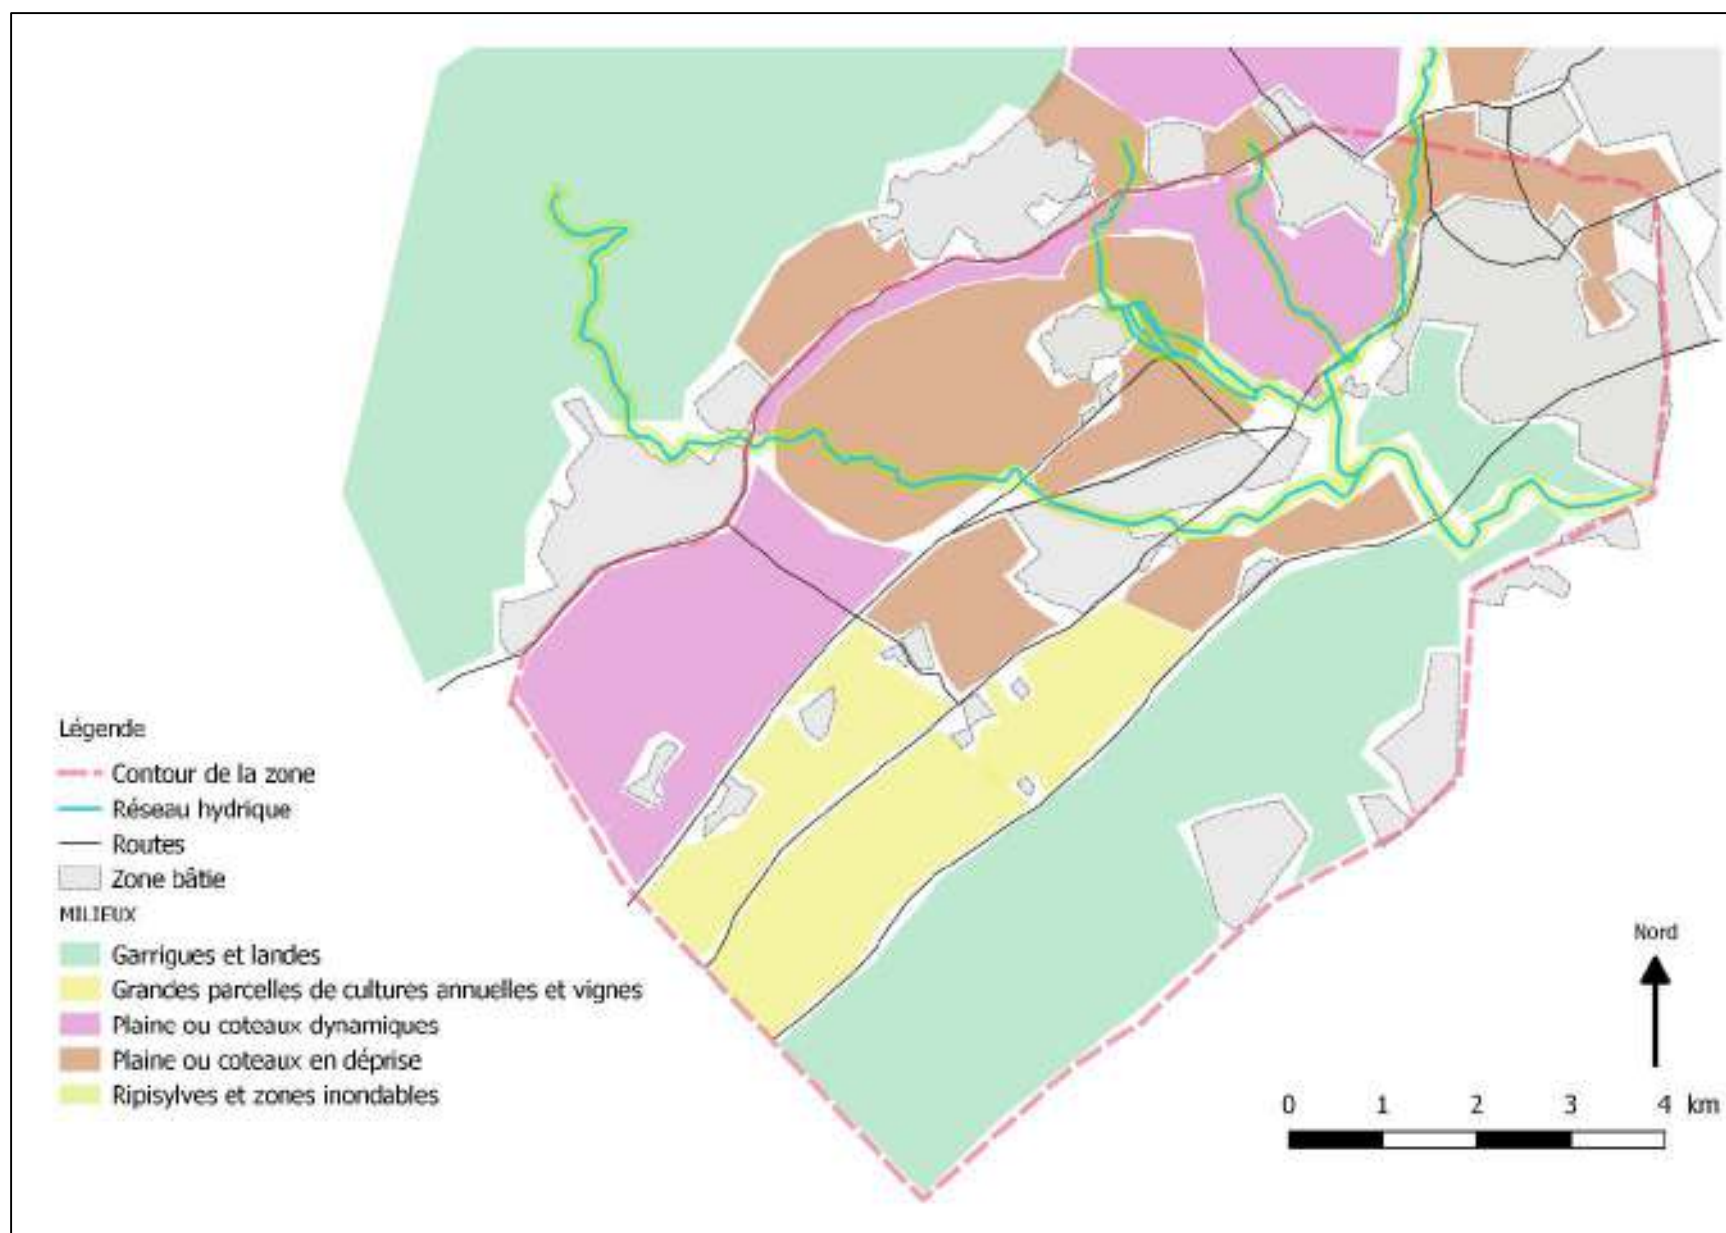 Légende
Contour de la zone
Réseau hydrique
Routes
Zone bâtie
MILIEUX
Garrigues et landes
Grandes parcelles de cultures annuelles et vignes
Plaine ou coteaux dynamiques
Plaine ou coteaux en déprise
Ripisylves et zones inondables
Nord
0 1 2 3 4 km